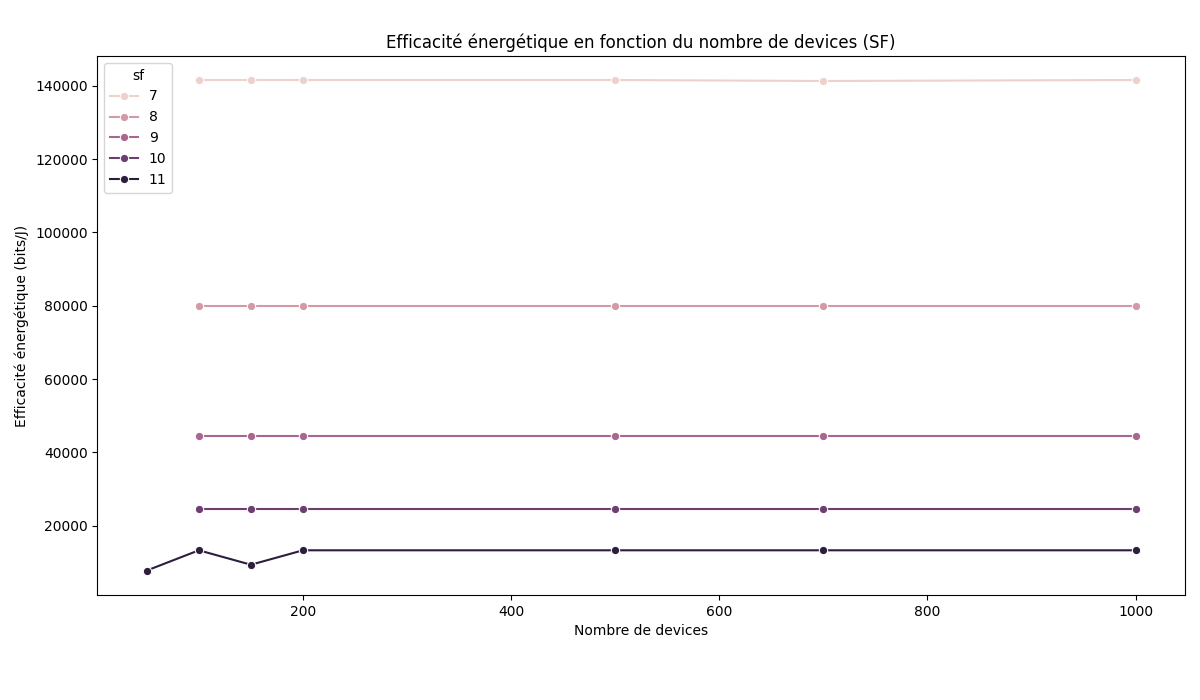 Efficacité énergétique en fonction du nombre de devices (SF)
sf
7
8
9
10
11
140000
120000
100000
80000
60000
40000
20000
Efficacité énergétique (bits/J)
200 400 600 800 1000
Nombre de devices